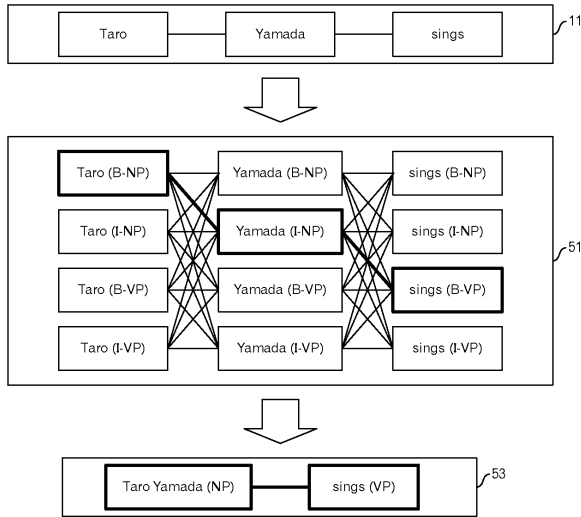 Taro Yamada sings 11
Taro (B-NP) Yamada (B-NP) sings (B-NP)
Taro (I-NP) Yamada (I-NP) sings (I-NP)
51
Taro (B-VP) Yamada (B-VP) sings (B-VP)
Taro (I-VP) Yamada (I-VP) sings (I-VP)
Taro Yamada (NP) sings (VP) 53